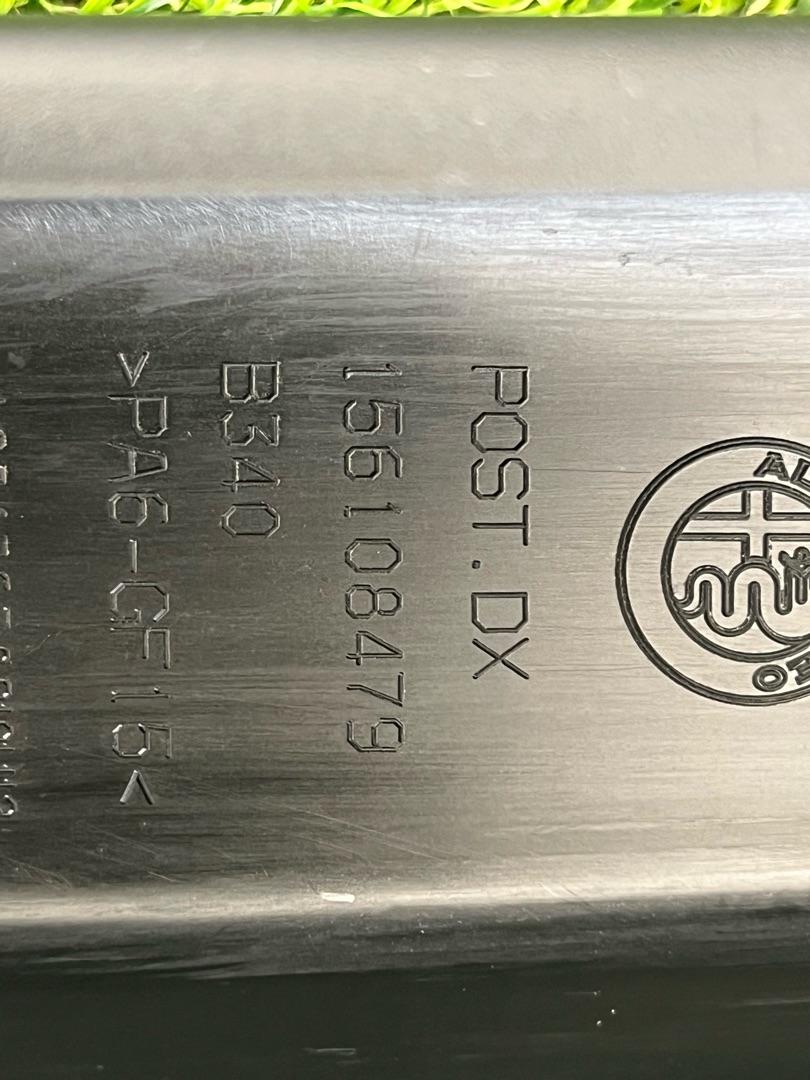 POST.DX
156108479
B340
>PA6-GF15<